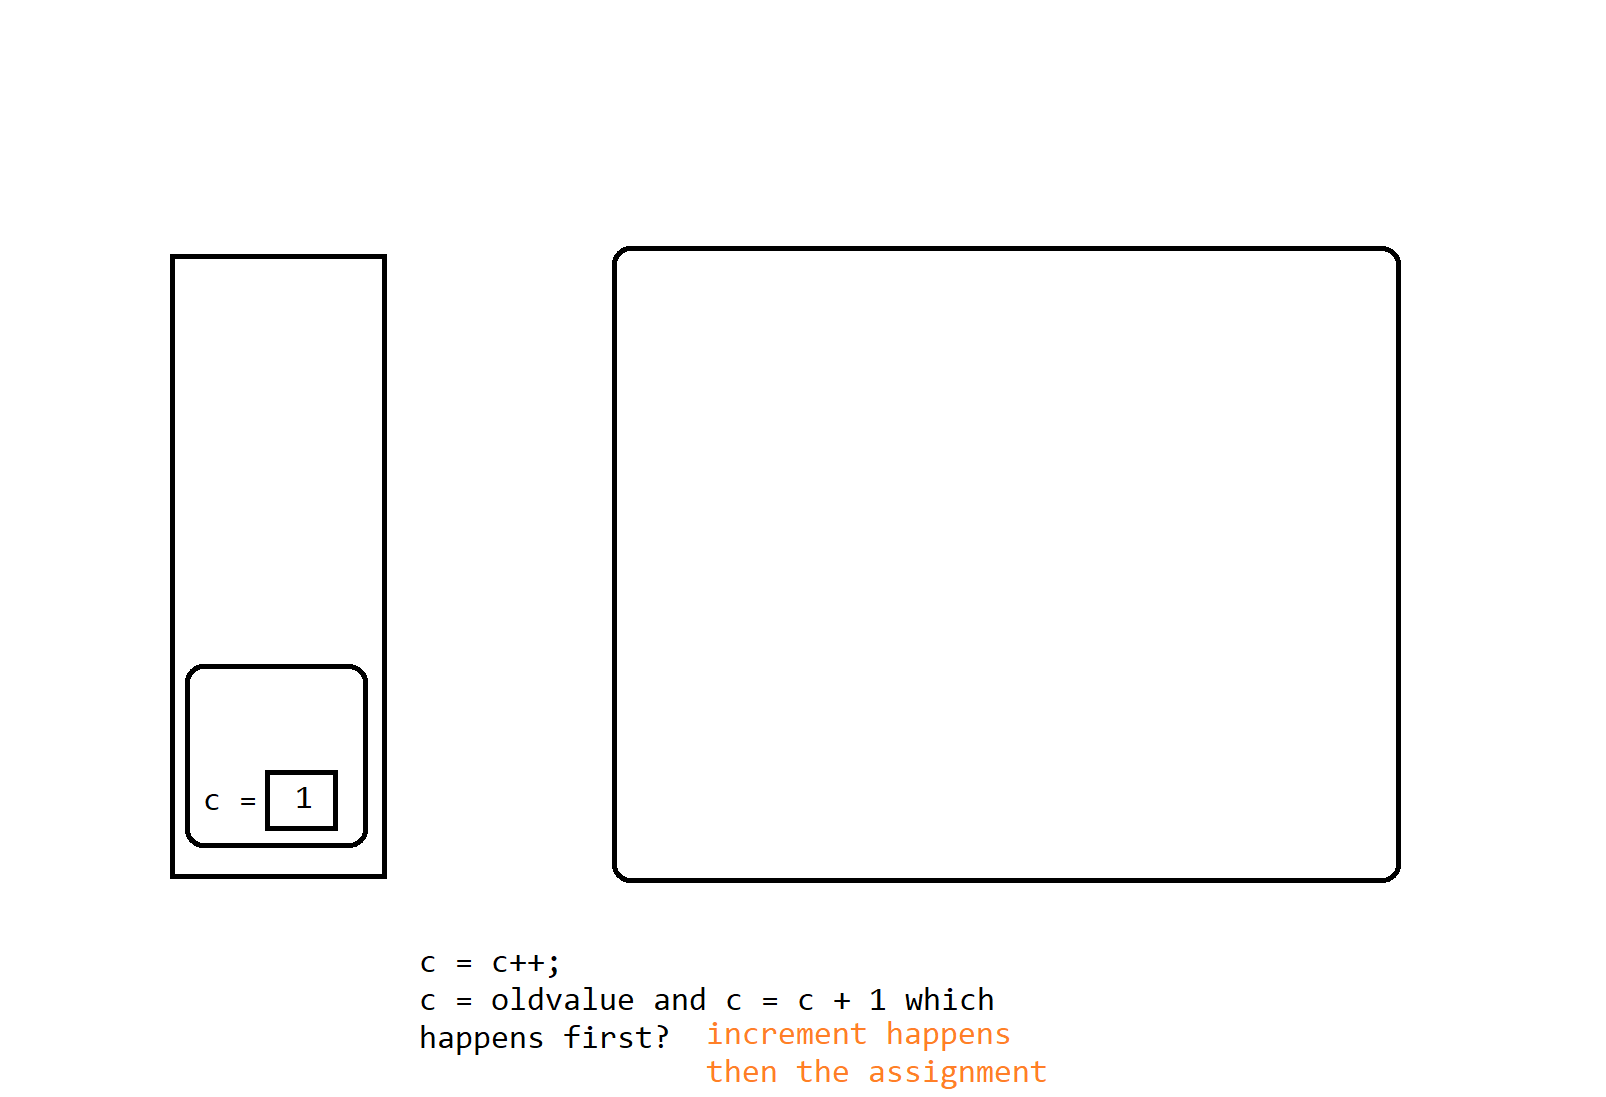 c = 1
c = c++;
c = oldvalue and c = c + 1 which
happens first?
increment happens
then the assignment